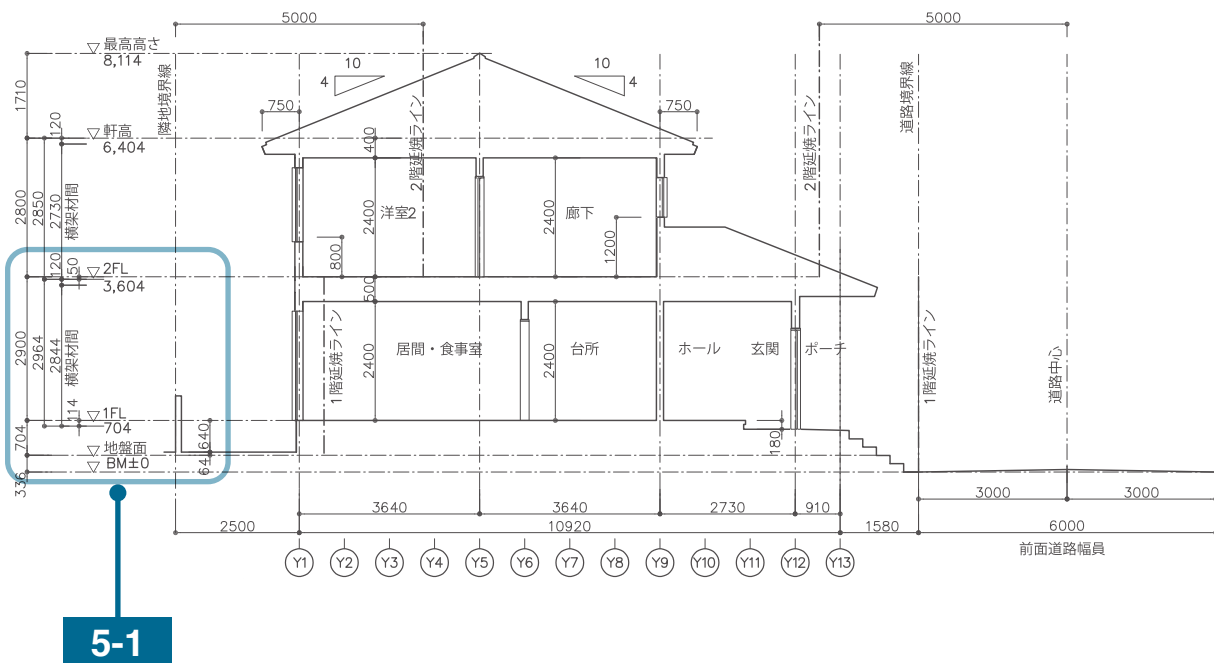 5000
5000
最高高さ
8,114
10
4
10
4
隣地境界線
道路境界線
1710
750
750
2階延焼ライン
2階延焼ライン
120
軒高
6,404
400
2800
2850
2730
横架材間
洋室2
2400
廊下
2400
800
1200
120
50
2FL
3,604
500
2900
2964
2844
横架材間
1階延焼ライン
居間・食事室
2400
台所
2400
ホール
玄関
ポーチ
1階延焼ライン
道路中心
114
1FL
704
704
640
180
地盤面
64
BM±0
336
3640
3640
2730
910
3000
3000
2500
10920
1580
6000
前面道路幅員
Y1
Y2
Y3
Y4
Y5
Y6
Y7
Y8
Y9
Y10
Y11
Y12
Y13
5-1